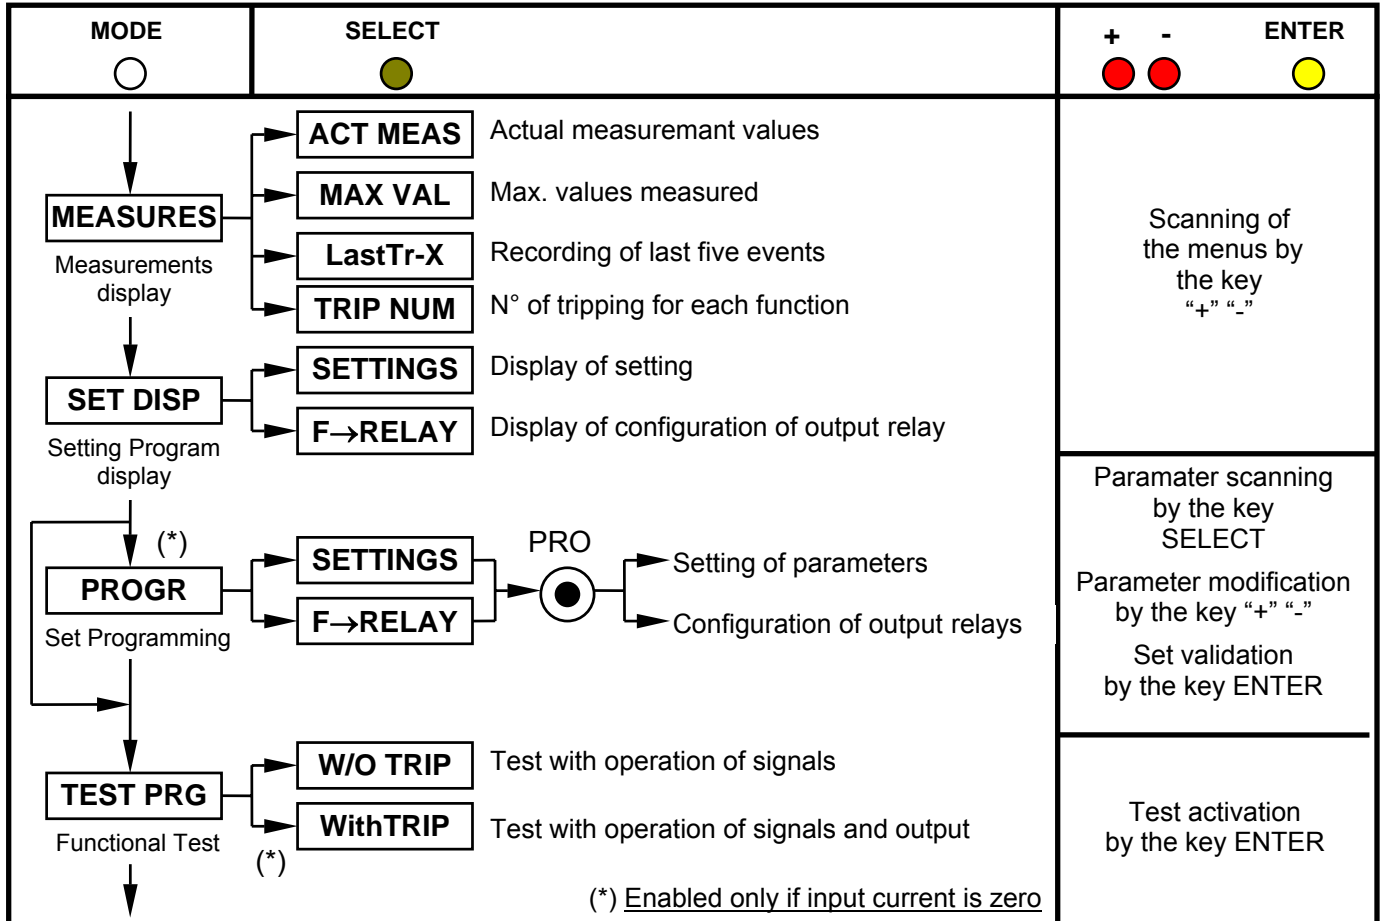 MODE
SELECT
+ -
ENTER
ACT MEAS Actual measuremant values
MAX VAL Max. values measured
MEASURES
Measurements
display
LastTr-X Recording of last five events
TRIP NUM N° of tripping for each function
Scanning of
the menus by
the key
“+” “-”
SETTINGS Display of setting
SET DISP
Setting Program
display
F→RELAY Display of configuration of output relay
(*)
PROGR
Set Programming
SETTINGS
F→RELAY
PRO
Setting of parameters
Configuration of output relays
Paramater scanning
by the key
SELECT
Parameter modification
by the key “+” “-”
Set validation
by the key ENTER
W/O TRIP Test with operation of signals
TEST PRG
Functional Test
WithTRIP Test with operation of signals and output
(*)
Test activation
by the key ENTER
(*) Enabled only if input current is zero